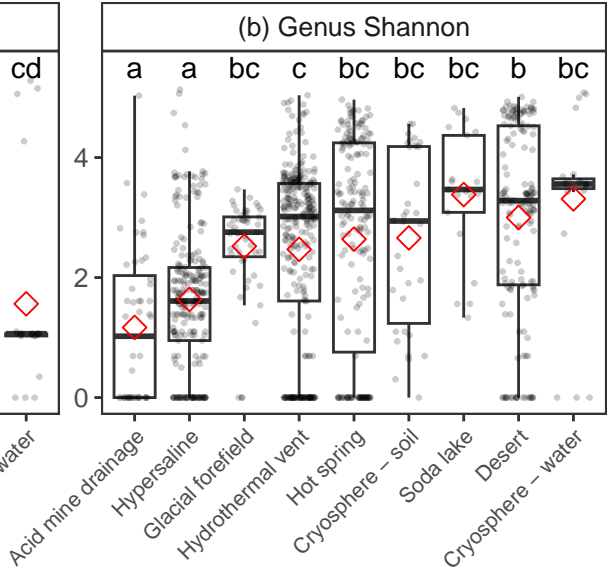 (b) Genus Shannon
cd
a a bc c bc bc bc b bc
4
2
0
water
Acid mine drainage
Hypersaline
Glacial forefield
Hydrothermal vent
Hot spring
Cryosphere – soil
Soda lake
Desert
Cryosphere – water